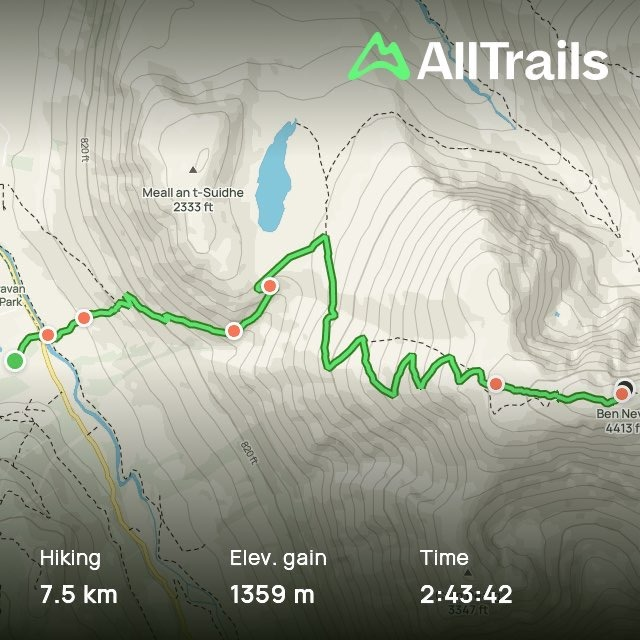 AllTrails
820 ft
Meall an t-Suidhe
2333 ft
avan
Park
Ben Nev
4413 f
820 ft
Hiking
Elev. gain
Time
7.5 km
1359 m
2:43:42
3347 ft